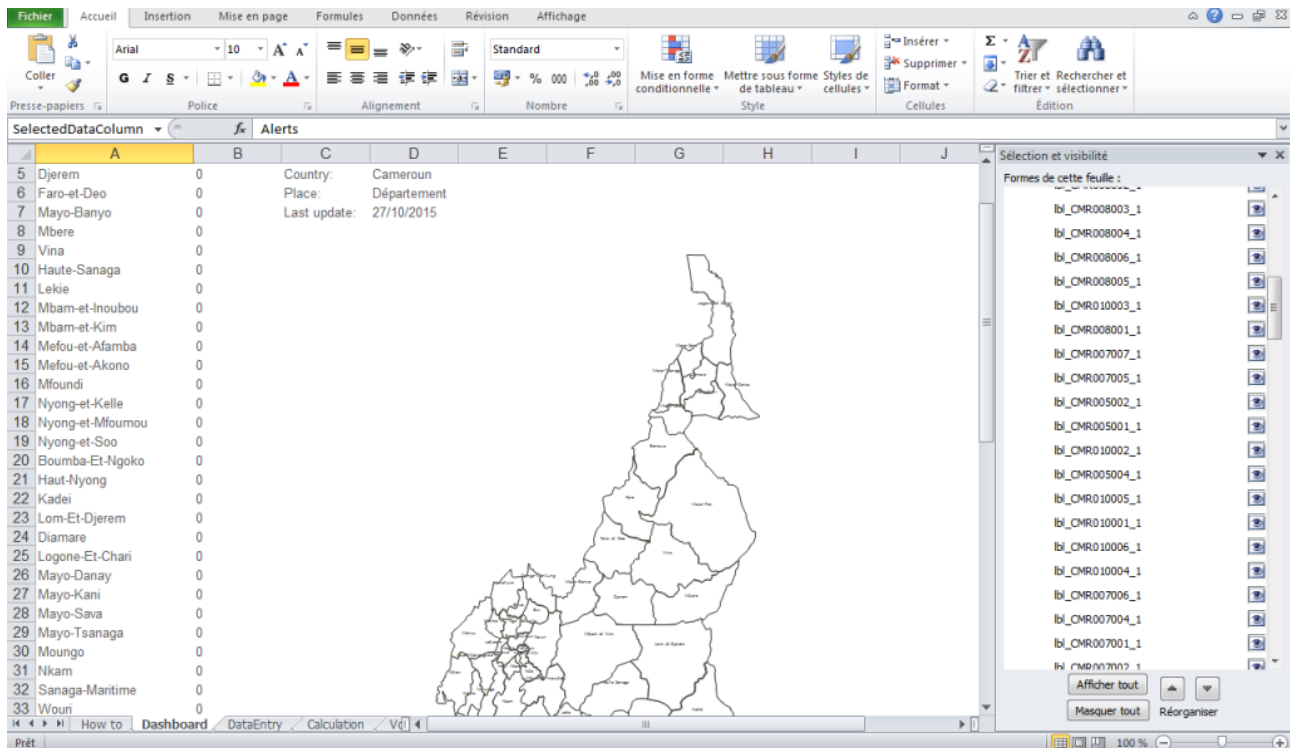 Fichier Accueil Insertion Mise en page Formules Données Révision Affichage
Coller
Arial 10 A A
G I S A
Standard
% 000 ,00 ,00
Mise en forme conditionnelle
Mettre sous forme de tableau
Styles de cellules
Insérer
Supprimer
Format
Σ
Trier et filtrer
Rechercher et sélectionner
Presse-papiers Police Alignement Nombre Style Cellules Édition
SelectedDataColumn fx Alerts
A B C D E F G H I J
5 Djerem 0 Country: Cameroun
6 Faro-et-Deo 0 Place: Département
7 Mayo-Banyo 0 Last update: 27/10/2015
8 Mbere 0
9 Vina 0
10 Haute-Sanaga 0
11 Lekie 0
12 Mbam-et-Inoubou 0
13 Mbam-et-Kim 0
14 Mefou-et-Afamba 0
15 Mefou-et-Akono 0
16 Mfoundi 0
17 Nyong-et-Kelle 0
18 Nyong-et-Mfoumou 0
19 Nyong-et-Soo 0
20 Boumba-Et-Ngoko 0
21 Haut-Nyong 0
22 Kadei 0
23 Lom-Et-Djerem 0
24 Diamare 0
25 Logone-Et-Chari 0
26 Mayo-Danay 0
27 Mayo-Kani 0
28 Mayo-Sava 0
29 Mayo-Tsanaga 0
30 Moungo 0
31 Nkam 0
32 Sanaga-Maritime 0
33 Wouri 0
Sélection et visibilité
Formes de cette feuille :
lbl_CMR008003_1
lbl_CMR008004_1
lbl_CMR008006_1
lbl_CMR008005_1
lbl_CMR010003_1
lbl_CMR008001_1
lbl_CMR007007_1
lbl_CMR007005_1
lbl_CMR005002_1
lbl_CMR005001_1
lbl_CMR010002_1
lbl_CMR005004_1
lbl_CMR010005_1
lbl_CMR010001_1
lbl_CMR010006_1
lbl_CMR010004_1
lbl_CMR007006_1
lbl_CMR007004_1
lbl_CMR007001_1
lbl_CMR007002_1
Afficher tout
Masquer tout Réorganiser
How to Dashboard DataEntry Calculation
Prêt 100 %